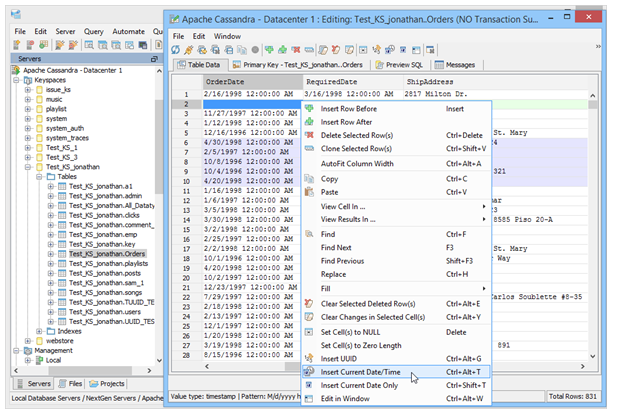 File Edit Server Query Automate Qu
Servers
Apache Cassandra - Datacenter 1
Keyspaces
issue_ks
music
playlist
system
system_auth
system_traces
Test_KS_1
Test_KS_3
Test_KS_jonathan
Tables
Test_KS_jonathan.a1
Test_KS_jonathan.admin
Test_KS_jonathan.All_Dataty
Test_KS_jonathan.clicks
Test_KS_jonathan.comment_
Test_KS_jonathan.emp
Test_KS_jonathan.key
Test_KS_jonathan.Orders
Test_KS_jonathan.playlists
Test_KS_jonathan.posts
Test_KS_jonathan.sam_1
Test_KS_jonathan.songs
Test_KS_jonathan.TUUID_TES
Test_KS_jonathan.users
Test_KS_jonathan.UUID_TES
Indexes
webstore
Management
Local
Servers Files Projects
Local Database Servers / NextGen Servers / Apache
Apache Cassandra - Datacenter 1 : Editing: Test_KS_jonathan.Orders (NO Transaction Su...
File Edit Window
Table Data Primary Key - Test_KS_jonathan..Orders Preview SQL Messages
OrderDate RequiredDate ShipAddress
1 2/16/1998 12:00:00 AM 3/16/1998 12:00:00 AM 2817 Milton Dr.
2
3 11/27/1997 12:00:00 AM
4 1/12/1998 12:00:00 AM
5 12/16/1996 12:00:00 AM St. Mary
6 4/30/1998 12:00:00 AM 24
7 2/5/1997 12:00:00 AM
8 10/8/1996 12:00:00 AM
9 10/4/1996 12:00:00 AM 321
10 4/20/1998 12:00:00 AM
11 1/16/1998 12:00:00 AM
12 1/6/1997 12:00:00 AM nar
13 3/6/1998 12:00:00 AM
14 3/30/1998 12:00:00 AM 8585 Piso 20-A
15 2/25/1997 12:00:00 AM
16 2/2/1998 12:00:00 AM St. Mary
17 10/1/1996 12:00:00 AM r Way
18 4/20/1998 12:00:00 AM
19 10/2/1997 12:00:00 AM
21 12/23/1997 12:00:00 AM
22 7/29/1997 12:00:00 AM Carlos Soublette #8-35
23 2/18/1998 12:00:00 AM
24 2/13/1998 12:00:00 AM
25 12/1/1997 12:00:00 AM
26 1/20/1998 12:00:00 AM
27 3/30/1998 12:00:00 AM 891
28 8/15/1996 12:00:00 AM
Insert Row Before Insert
Insert Row After
Delete Selected Row(s) Ctrl+Delete
Clone Selected Row(s) Ctrl+Shift+V
AutoFit Column Width Ctrl+Alt+A
Copy Ctrl+C
Paste Ctrl+V
View Cell In ...
View Results In ...
Find Ctrl+F
Find Next F3
Find Previous Shift+F3
Replace Ctrl+H
Fill
Clear Selected Deleted Row(s) Ctrl+Alt+E
Clear Changes in Selected Cell(s) Ctrl+Alt+Y
Set Cell(s) to NULL Delete
Set Cell(s) to Zero Length
Insert UUID Ctrl+Alt+G
Insert Current Date/Time Ctrl+Alt+T
Insert Current Date Only Ctrl+Shift+T
Edit in Window Ctrl+Alt+W
Value type: timestamp | Pattern: M/d/yyyy h Total Rows: 831